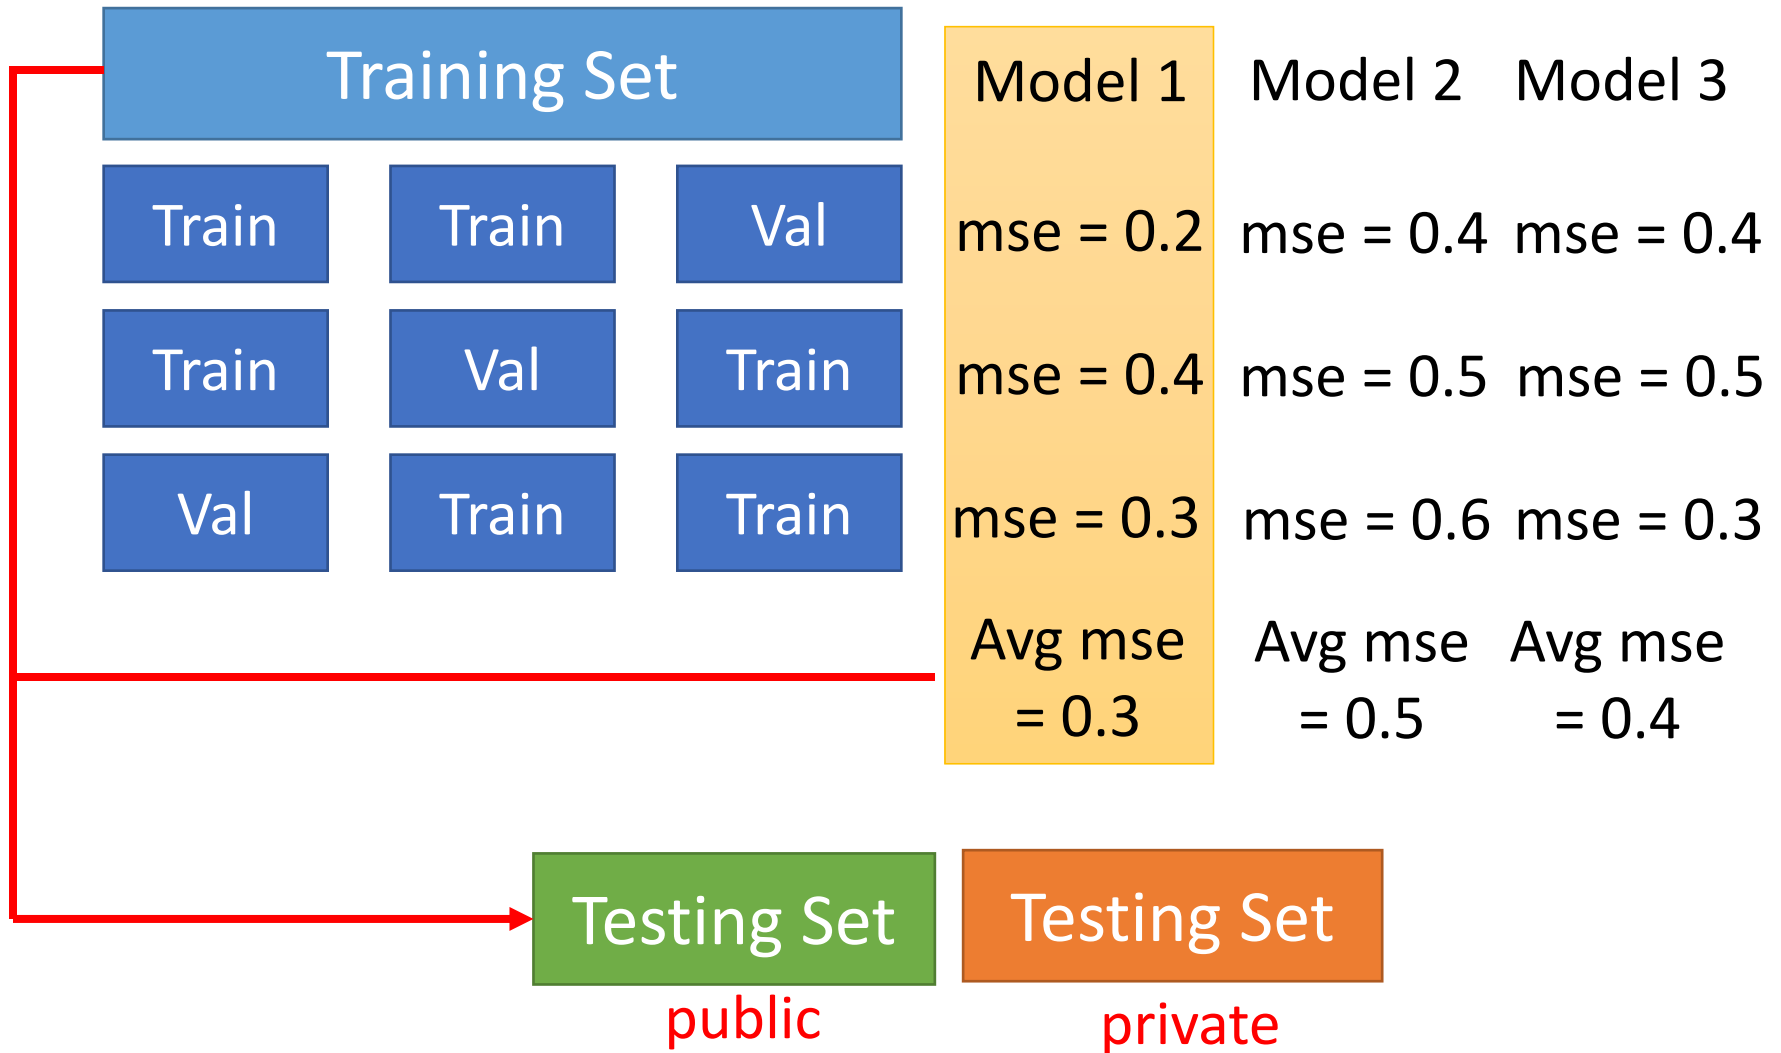 Training Set
Model 1
Model 2
Model 3
Train
Train
Val
mse = 0.2
mse = 0.4
mse = 0.4
Train
Val
Train
mse = 0.4
mse = 0.5
mse = 0.5
Val
Train
Train
mse = 0.3
mse = 0.6
mse = 0.3
Avg mse
= 0.3
Avg mse
= 0.5
Avg mse
= 0.4
Testing Set
Testing Set
public
private